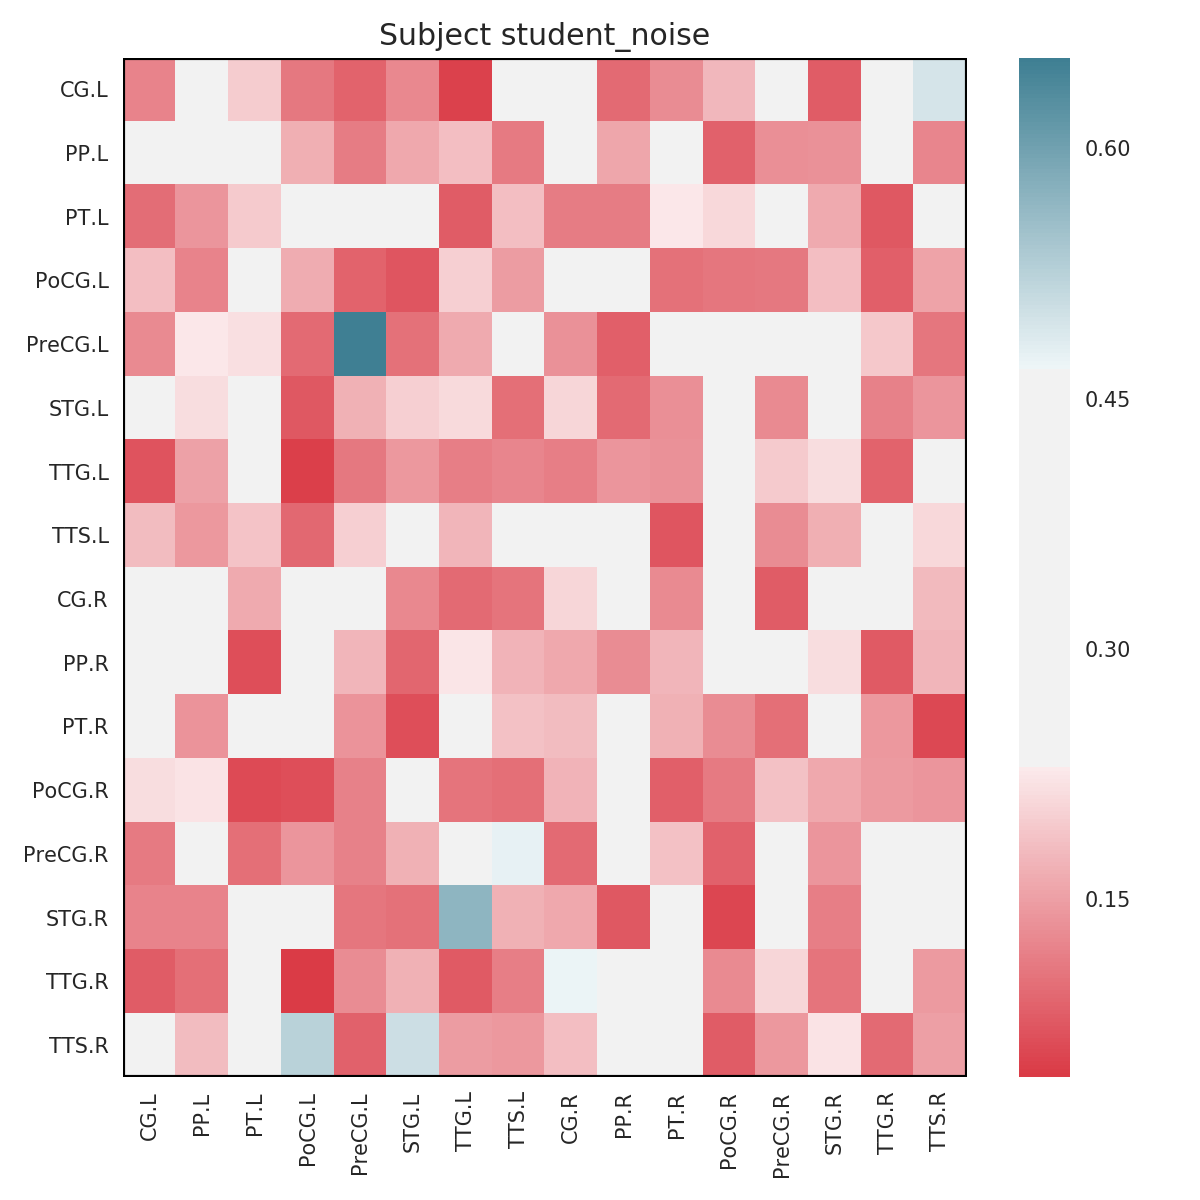 Subject student_noise
CG.L
PP.L
PT.L
PoCG.L
PreCG.L
STG.L
TTG.L
TTS.L
CG.R
PP.R
PT.R
PoCG.R
PreCG.R
STG.R
TTG.R
TTS.R
CG.L
PP.L
PT.L
PoCG.L
PreCG.L
STG.L
TTG.L
TTS.L
CG.R
PP.R
PT.R
PoCG.R
PreCG.R
STG.R
TTG.R
TTS.R
0.60
0.45
0.30
0.15